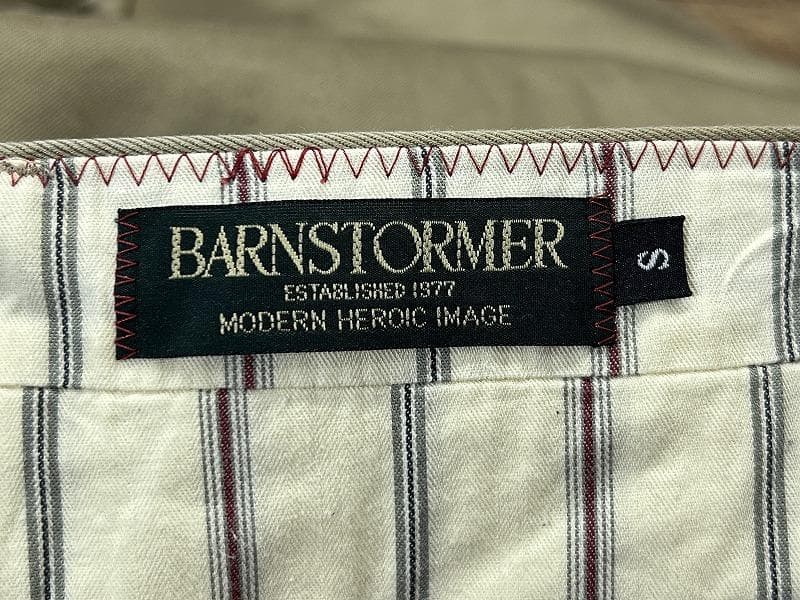 BARNSTORMER
ESTABLISHED 1977
MODERN HEROIC IMAGE
S